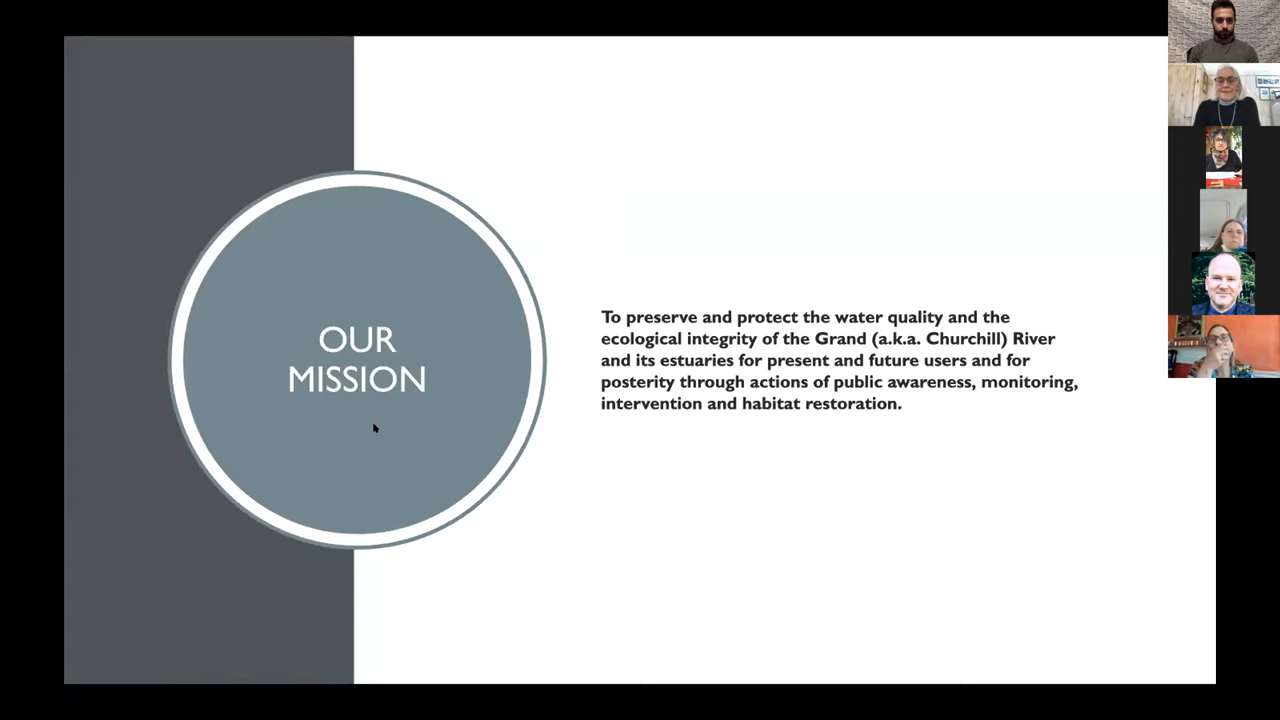 OUR
MISSION
To preserve and protect the water quality and the
ecological integrity of the Grand (a.k.a. Churchill) River
and its estuaries for present and future users and for
posterity through actions of public awareness, monitoring,
intervention and habitat restoration.